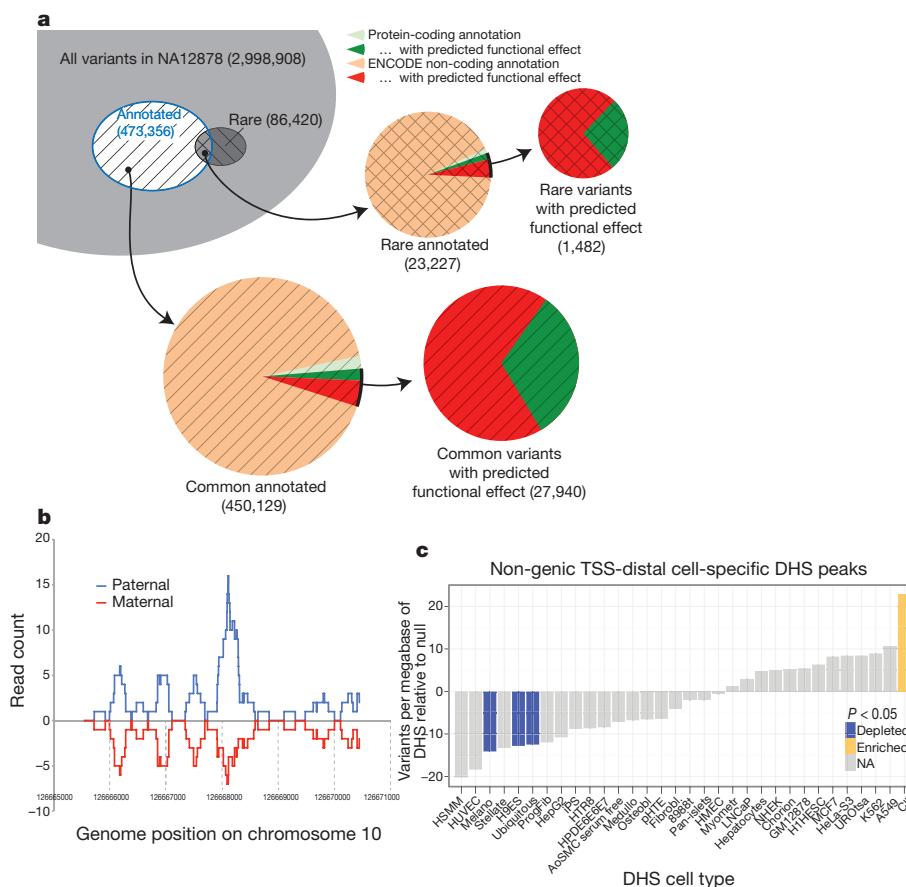 a
All variants in NA12878 (2,998,908)
Annotated
(473,356)
Rare (86,420)
Protein-coding annotation
... with predicted functional effect
ENCODE non-coding annotation
... with predicted functional effect
Rare annotated
(23,227)
Rare variants
with predicted
functional effect
(1,482)
Common annotated
(450,129)
Common variants
with predicted
functional effect (27,940)
b
Read count
20
15
10
5
0
−5
−10
Paternal
Maternal
126665000
126666000
126667000
126668000
126669000
126670000
126671000
Genome position on chromosome 10
c
Non-genic TSS-distal cell-specific DHS peaks
Variants per megabase of
DHS relative to null
20
10
0
−10
−20
P < 0.05
Depleted
Enriched
NA
HSMM
HUVEC
Melano
Stellate
H9ES
Ubiquitous
ProgFib
HepG2
iPS
HTR8
HPDE6E6E7
AoSMC serum free
Medullo
Osteobl
pHTE
Fibrobl
R98at
Pan-islets
HMEC
Myometr
LNCaP
Hepatocytes
NHEK
Chorion
GM12878
H1HESC
MCF7
HeLa-S3
UROtsa
K562
A549
DHS cell type